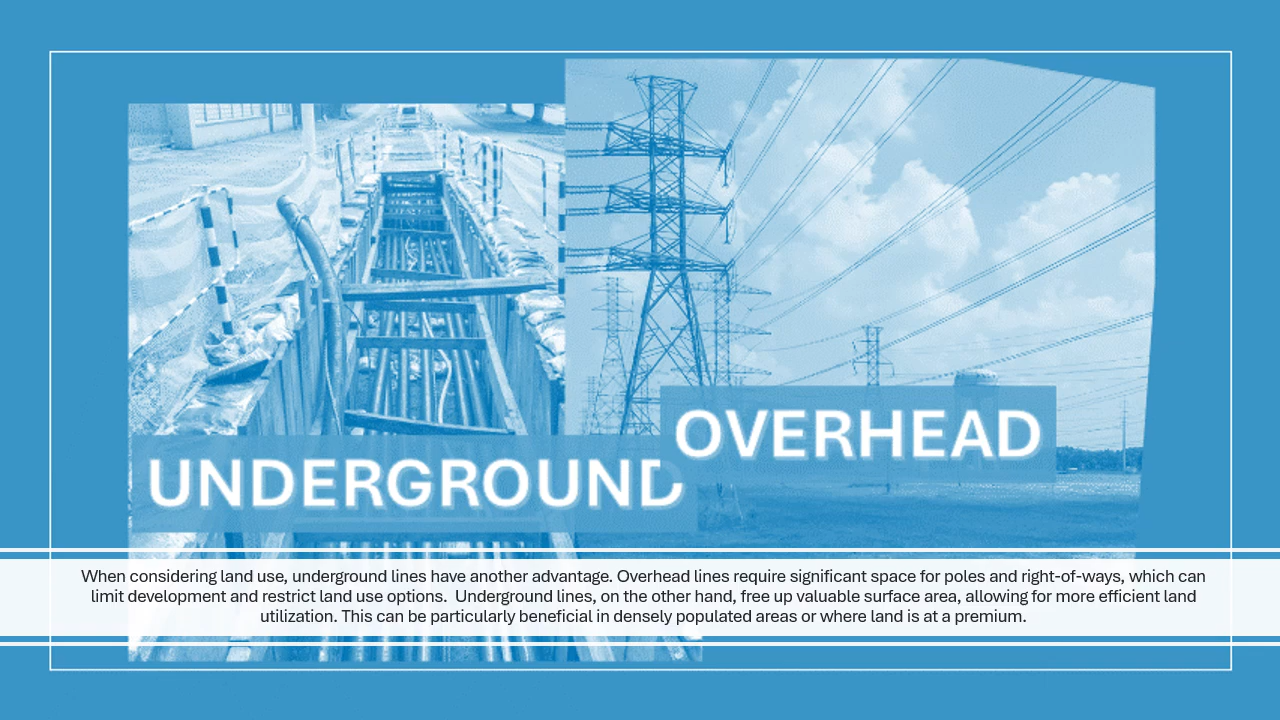 OVERHEAD
UNDERGROUND
When considering land use, underground lines have another advantage. Overhead lines require significant space for poles and right-of-ways, which can
limit development and restrict land use options.  Underground lines, on the other hand, free up valuable surface area, allowing for more efficient land
utilization. This can be particularly beneficial in densely populated areas or where land is at a premium.